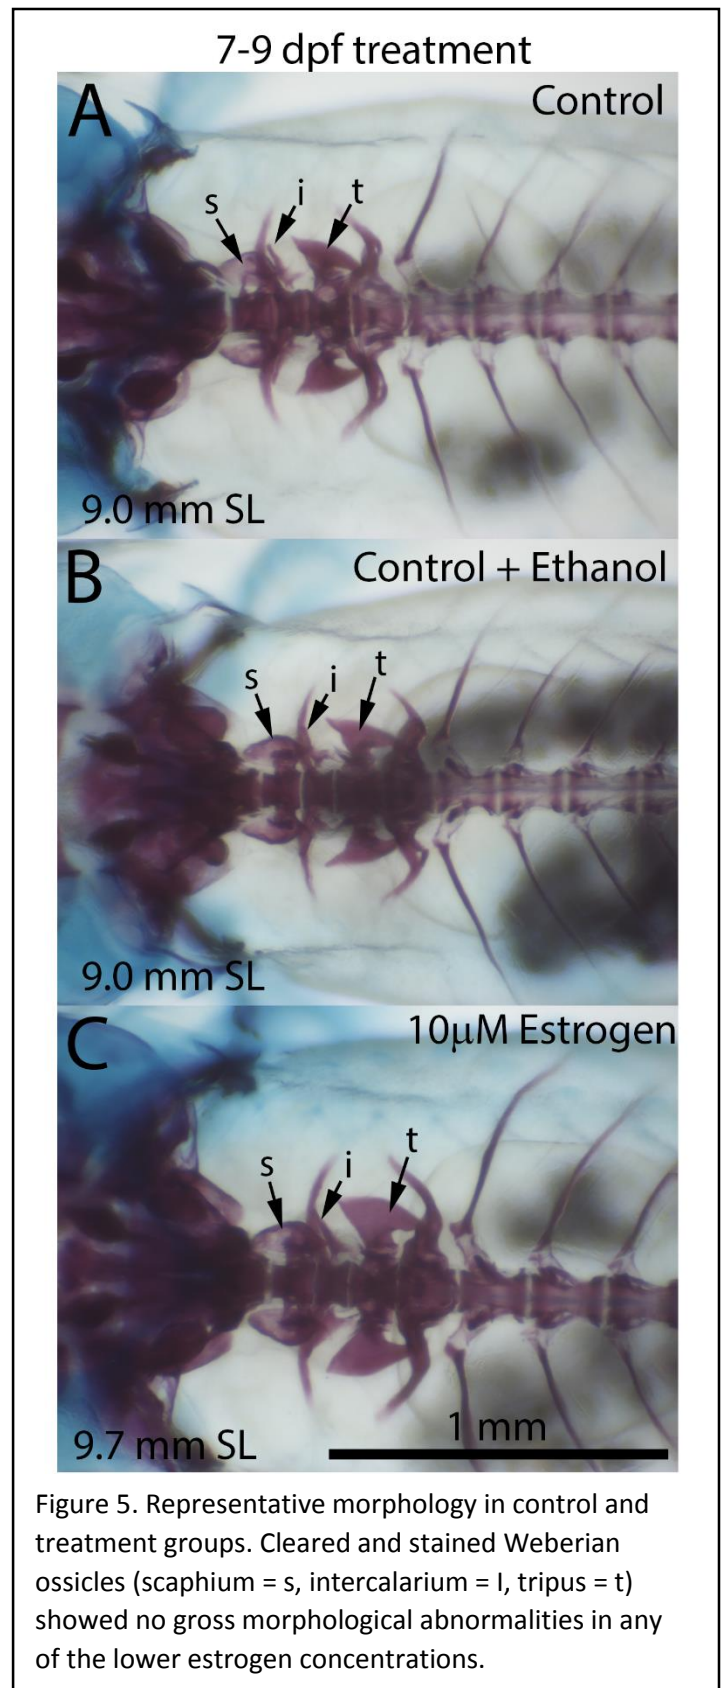 7-9 dpf treatment
A
Control
s
i
t
9.0 mm SL
B
Control + Ethanol
s
i
t
9.0 mm SL
C
10μM Estrogen
s
i
t
9.7 mm SL
1 mm
Figure 5. Representative morphology in control and
treatment groups. Cleared and stained Weberian
ossicles (scaphium = s, intercalarium = I, tripus = t)
showed no gross morphological abnormalities in any
of the lower estrogen concentrations.